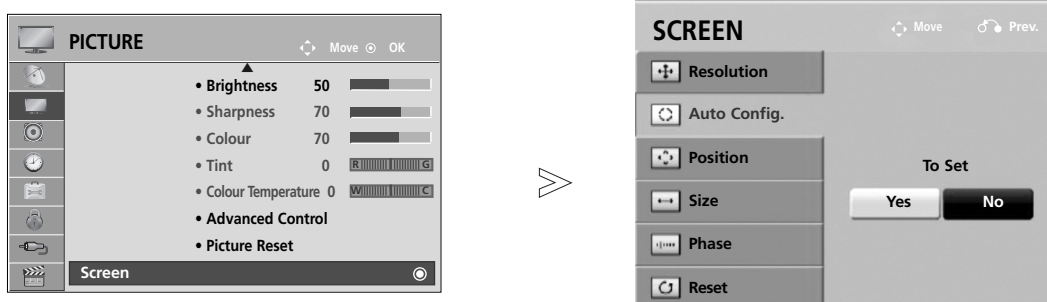 PICTURE
Move OK
• Brightness 50
• Sharpness 70
• Colour 70
• Tint 0 R G
• Colour Temperature 0 W C
• Advanced Control
• Picture Reset
Screen
SCREEN
Move Prev.
Resolution
Auto Config.
Position
Size
Phase
Reset
To Set
Yes No